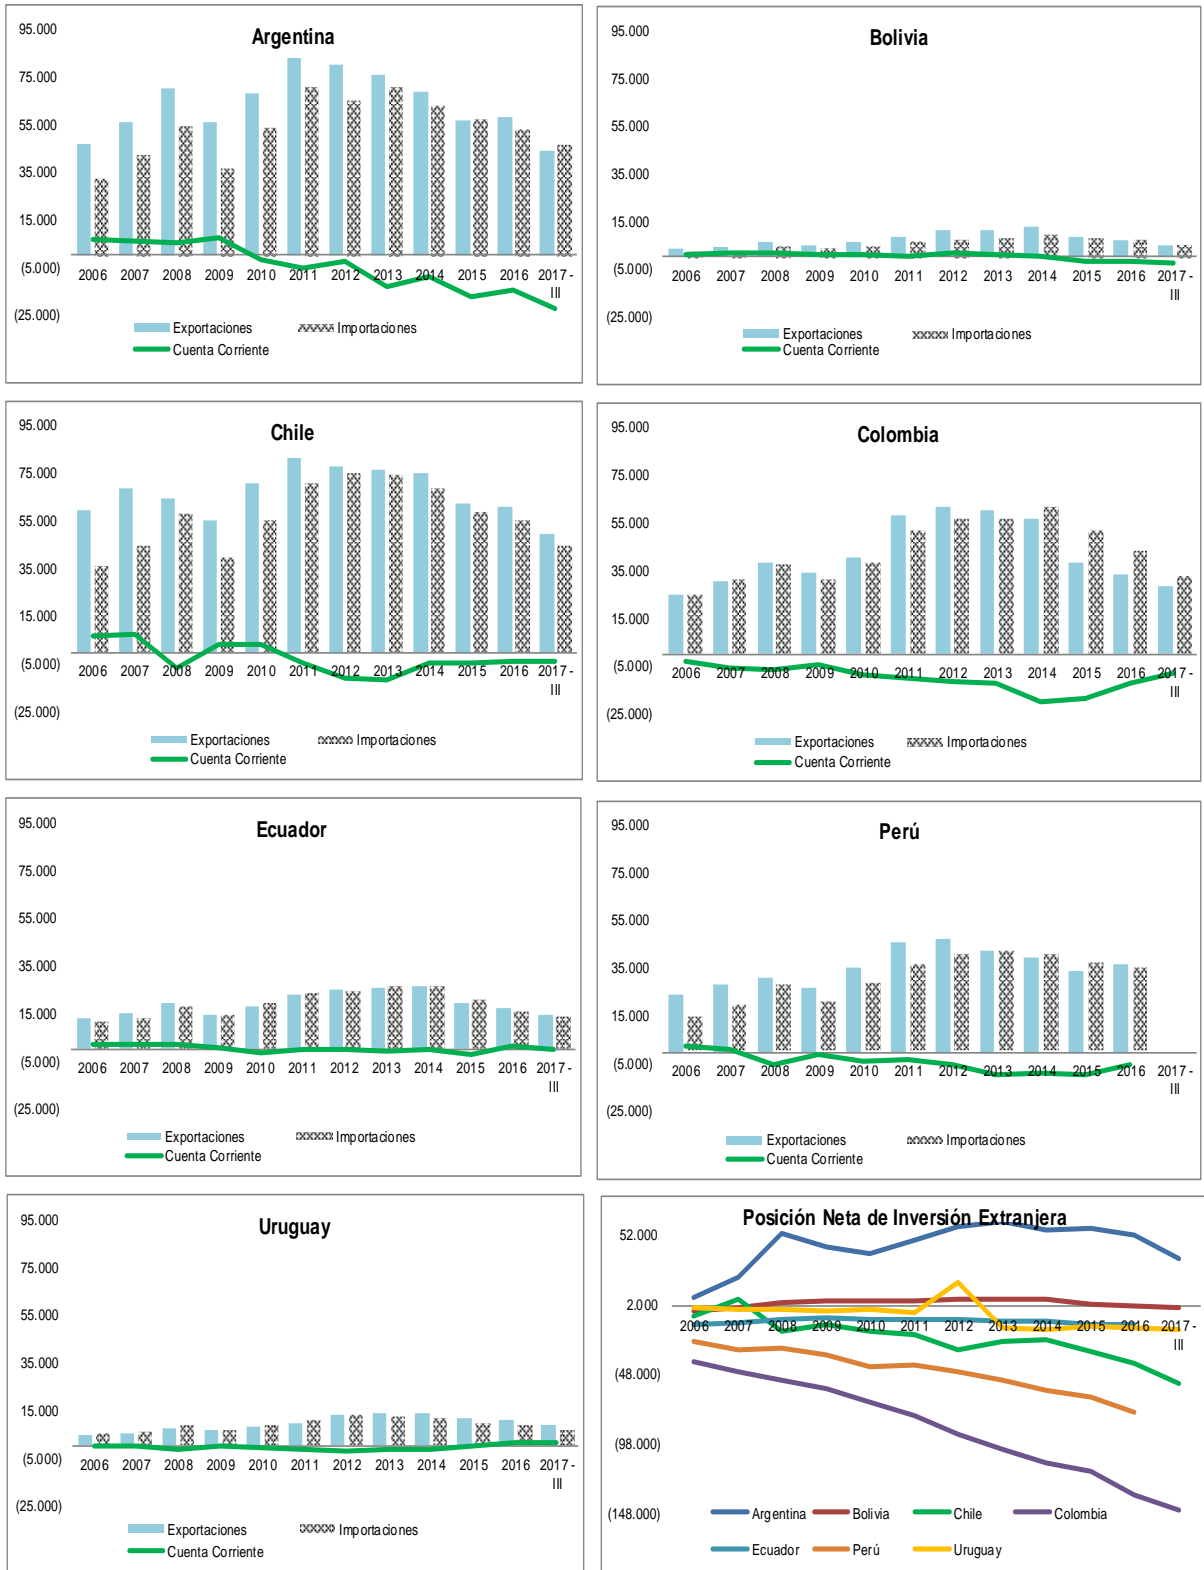 Argentina
95.000
75.000
55.000
35.000
15.000
(5.000)
(25.000)
2006 2007 2008 2009 2010 2011 2012 2013 2014 2015 2016 2017 - III
Exportaciones Importaciones
Cuenta Corriente
Bolivia
95.000
75.000
55.000
35.000
15.000
(5.000)
(25.000)
2006 2007 2008 2009 2010 2011 2012 2013 2014 2015 2016 2017 - III
Exportaciones Importaciones
Cuenta Corriente
Chile
95.000
75.000
55.000
35.000
15.000
(5.000)
(25.000)
2006 2007 2008 2009 2010 2011 2012 2013 2014 2015 2016 2017 - III
Exportaciones Importaciones
Cuenta Corriente
Colombia
95.000
75.000
55.000
35.000
15.000
(5.000)
(25.000)
2006 2007 2008 2009 2010 2011 2012 2013 2014 2015 2016 2017 - III
Exportaciones Importaciones
Cuenta Corriente
Ecuador
95.000
75.000
55.000
35.000
15.000
(5.000)
(25.000)
2006 2007 2008 2009 2010 2011 2012 2013 2014 2015 2016 2017 - III
Exportaciones Importaciones
Cuenta Corriente
Perú
95.000
75.000
55.000
35.000
15.000
(5.000)
(25.000)
2006 2007 2008 2009 2010 2011 2012 2013 2014 2015 2016 2017 - III
Exportaciones Importaciones
Cuenta Corriente
Uruguay
95.000
75.000
55.000
35.000
15.000
(5.000)
(25.000)
2006 2007 2008 2009 2010 2011 2012 2013 2014 2015 2016 2017 - III
Exportaciones Importaciones
Cuenta Corriente
Posición Neta de Inversión Extranjera
52.000
2.000
(48.000)
(98.000)
(148.000)
2006 2007 2008 2009 2010 2011 2012 2013 2014 2015 2016 2017 - III
Argentina Bolivia Chile Colombia
Ecuador Perú Uruguay